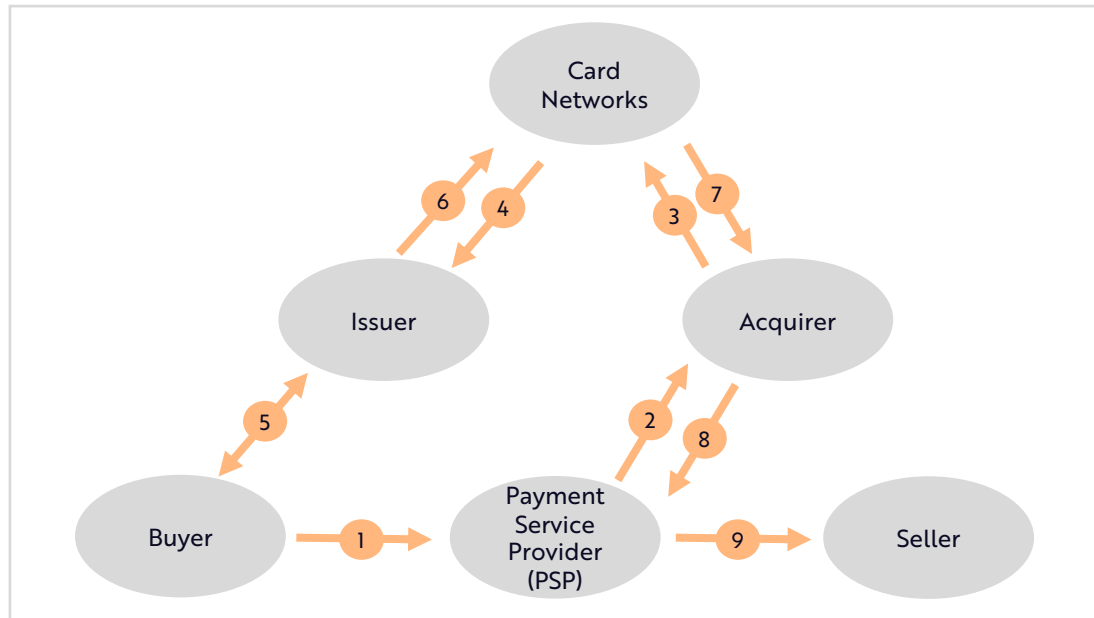 Card
Networks
6
4
3
7
Issuer
Acquirer
5
2
8
Buyer
1
Payment
Service
Provider
(PSP)
9
Seller